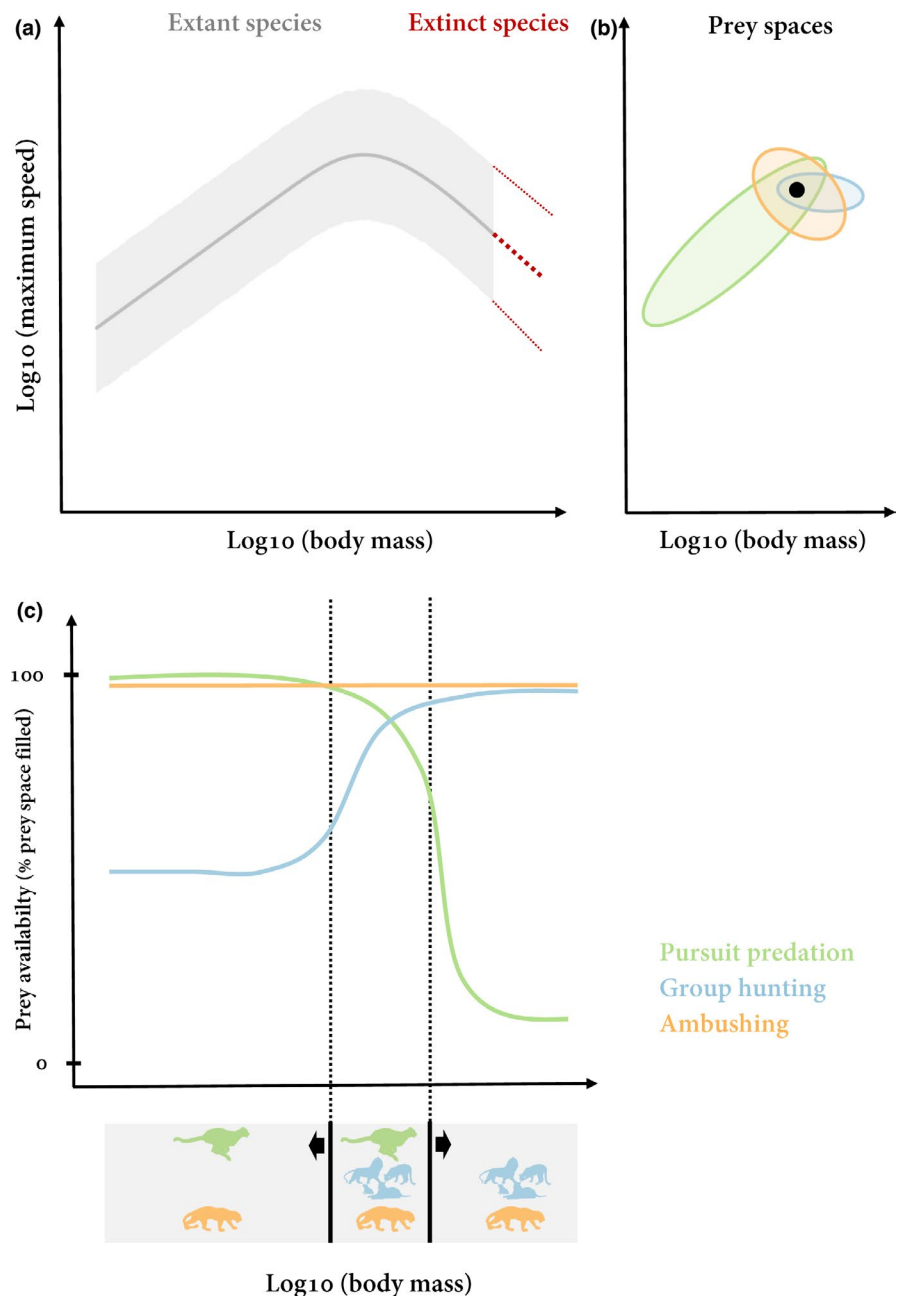 (a)
Extant species
Extinct species
Log10 (maximum speed)
Log10 (body mass)
(b)
Prey spaces
Log10 (body mass)
(c)
Prey availabilty (% prey space filled)
100
0
Pursuit predation
Group hunting
Ambushing
Log10 (body mass)